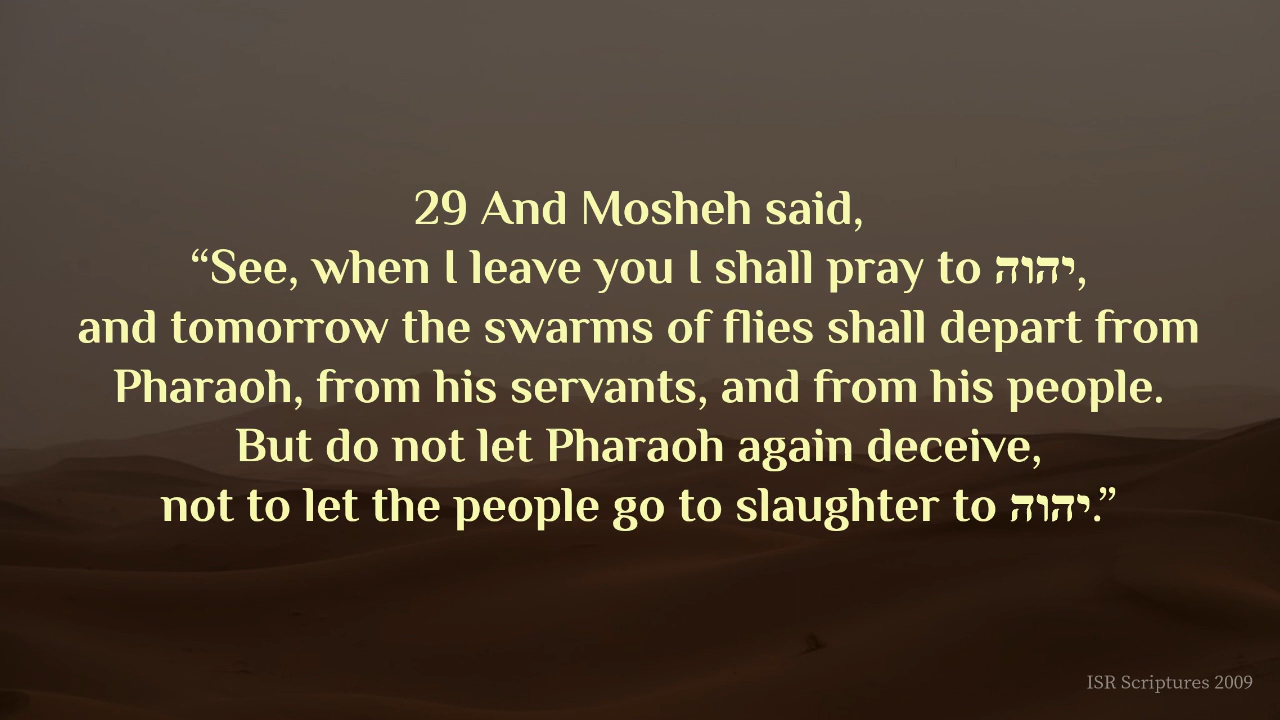 29 And Mosheh said,
“See, when I leave you I shall pray to יהוה,
and tomorrow the swarms of flies shall depart from
Pharaoh, from his servants, and from his people.
But do not let Pharaoh again deceive,
not to let the people go to slaughter to יהוה.”
ISR Scriptures 2009